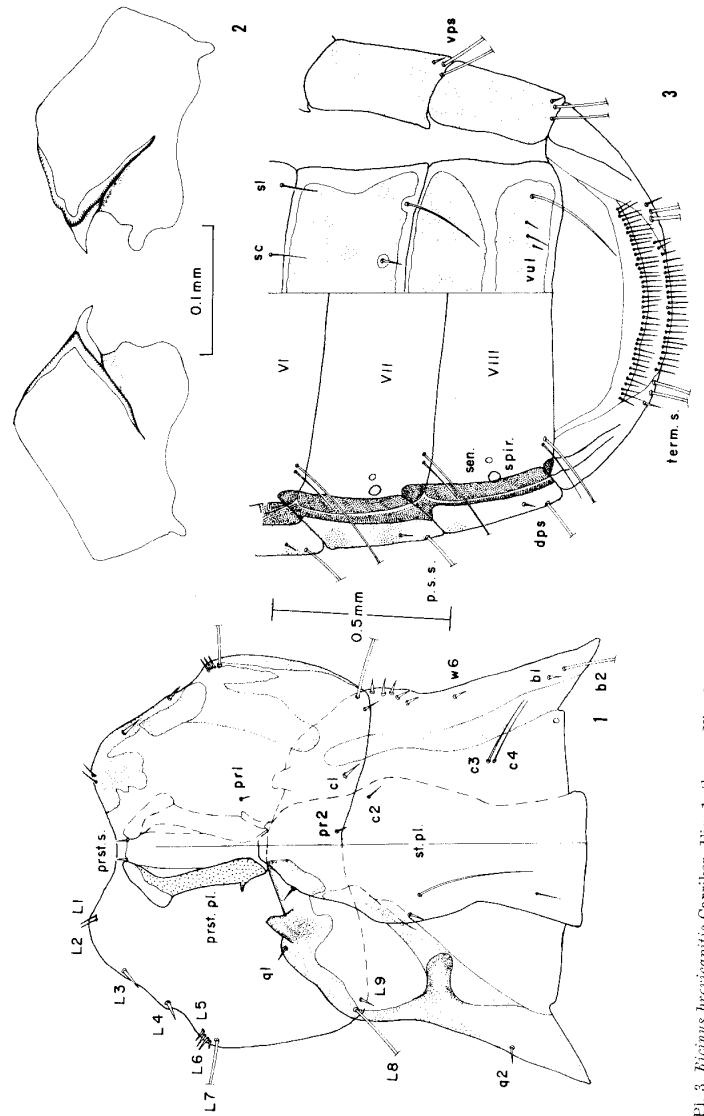 2
0.1mm
3
vps
sl
sc
vul
VI
VII
VIII
sen.
spir.
dps
p.s.s.
term. s.
0.5mm
1
prst.s.
L1
L2
L3
L4
L5
L6
L7
L8
L9
prst. pl.
pr1
pr2
q1
q2
c1
c2
c3
c4
st.pl.
w6
b1
b2
Pl. 3. Ricinus brevicapitis Carriker.